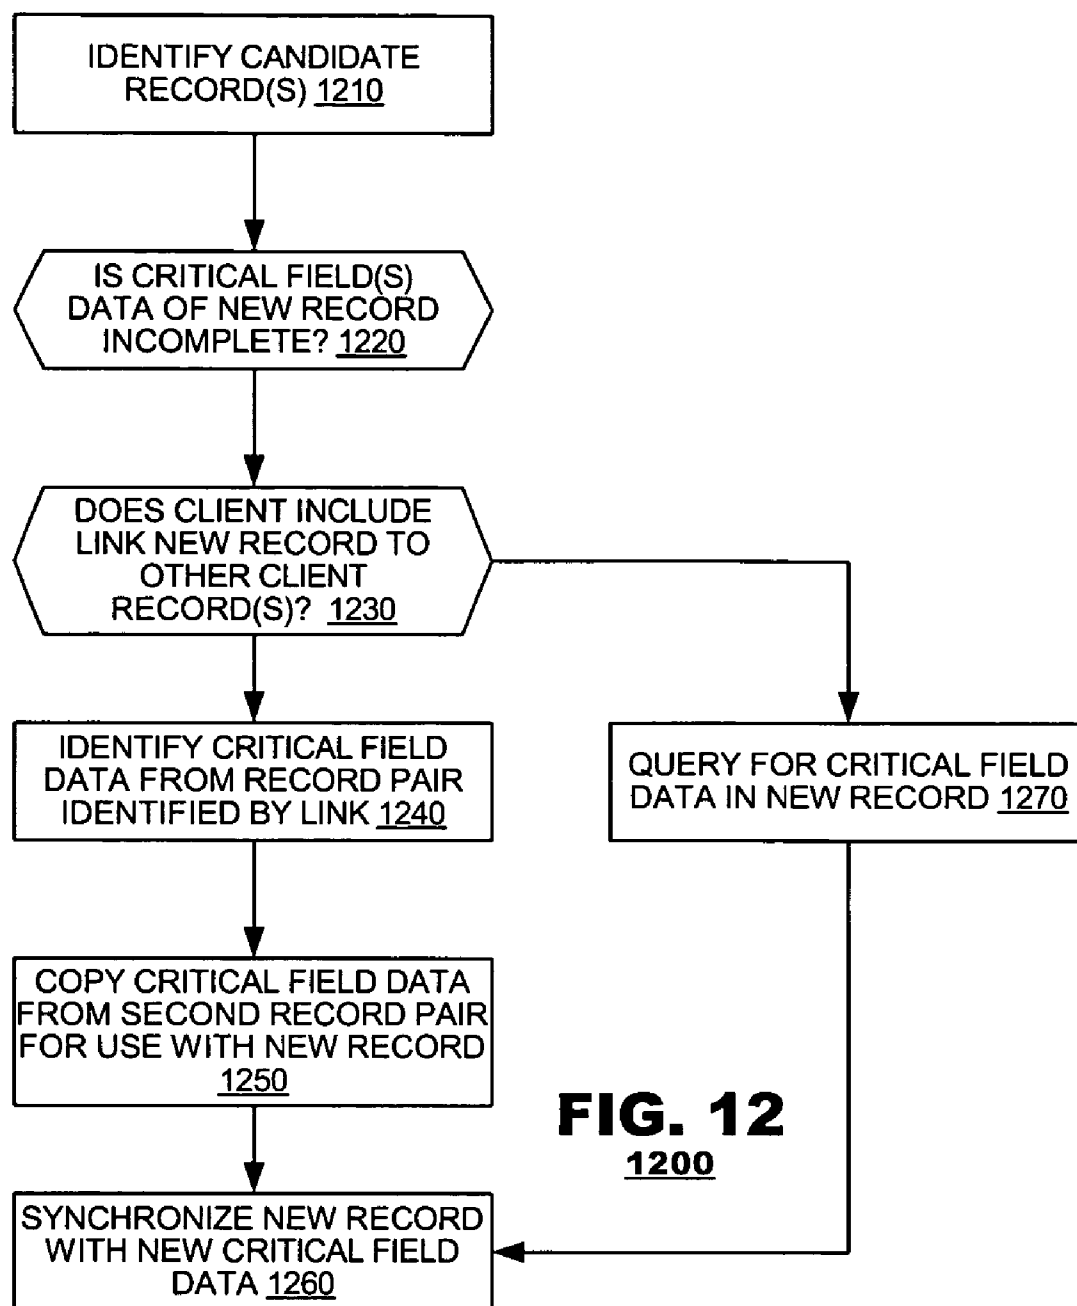 IDENTIFY CANDIDATE
RECORD(S) 1210
IS CRITICAL FIELD(S)
DATA OF NEW RECORD
INCOMPLETE? 1220
DOES CLIENT INCLUDE
LINK NEW RECORD TO
OTHER CLIENT
RECORD(S)? 1230
IDENTIFY CRITICAL FIELD
DATA FROM RECORD PAIR
IDENTIFIED BY LINK 1240
QUERY FOR CRITICAL FIELD
DATA IN NEW RECORD 1270
COPY CRITICAL FIELD DATA
FROM SECOND RECORD PAIR
FOR USE WITH NEW RECORD
1250
FIG. 12
1200
SYNCHRONIZE NEW RECORD
WITH NEW CRITICAL FIELD
DATA 1260